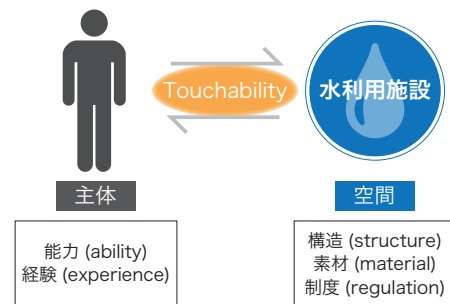 Touchability
水利用施設
主体
空間
能力 (ability)
経験 (experience)
構造 (structure)
素材 (material)
制度 (regulation)